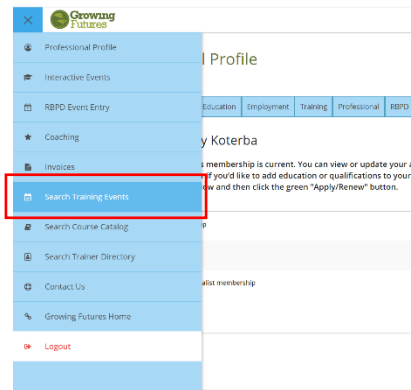 Growing
Futures
Professional Profile
l Profile
Interactive Events
RBPD Event Entry
Education Employment Training Professional RBPD
Coaching
y Koterba
Invoices
s membership is current. You can view or update your a
if you'd like to add education or qualifications to your
ow and then click the green "Apply/Renew" button.
Search Training Events
Search Course Catalog
ip
Search Trainer Directory
Contact Us
alist membership
Growing Futures Home
Logout